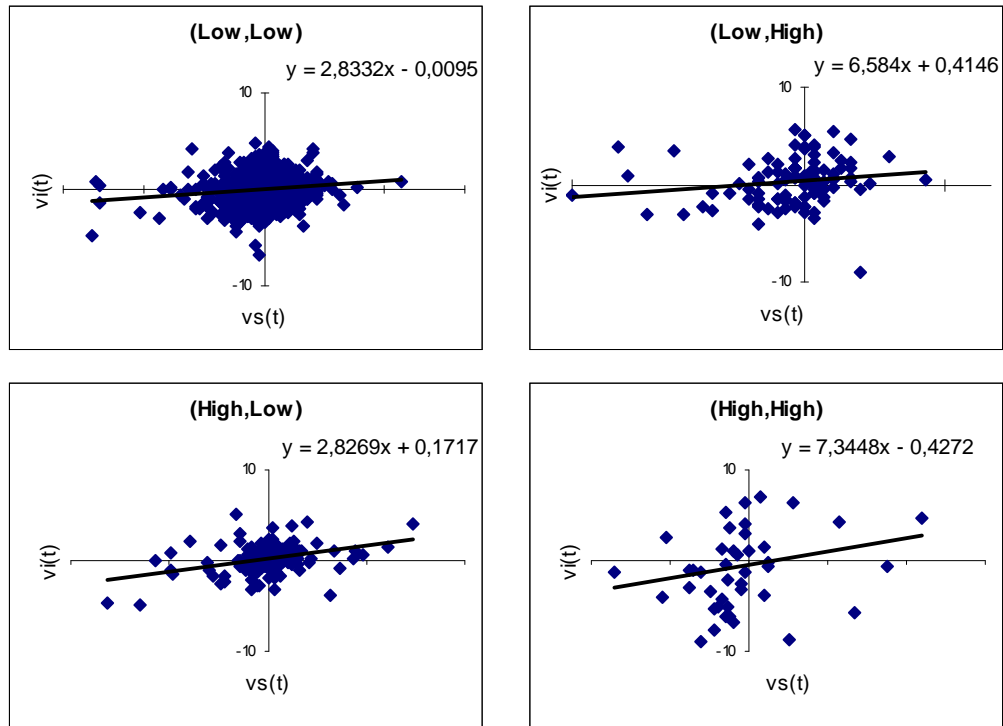 (Low,Low)
y = 2,8332x - 0,0095
10
vi(t)
-10
vs(t)
(Low,High)
y = 6,584x + 0,4146
10
vi(t)
-10
vs(t)
(High,Low)
y = 2,8269x + 0,1717
10
vi(t)
-10
vs(t)
(High,High)
y = 7,3448x - 0,4272
10
vi(t)
-10
vs(t)